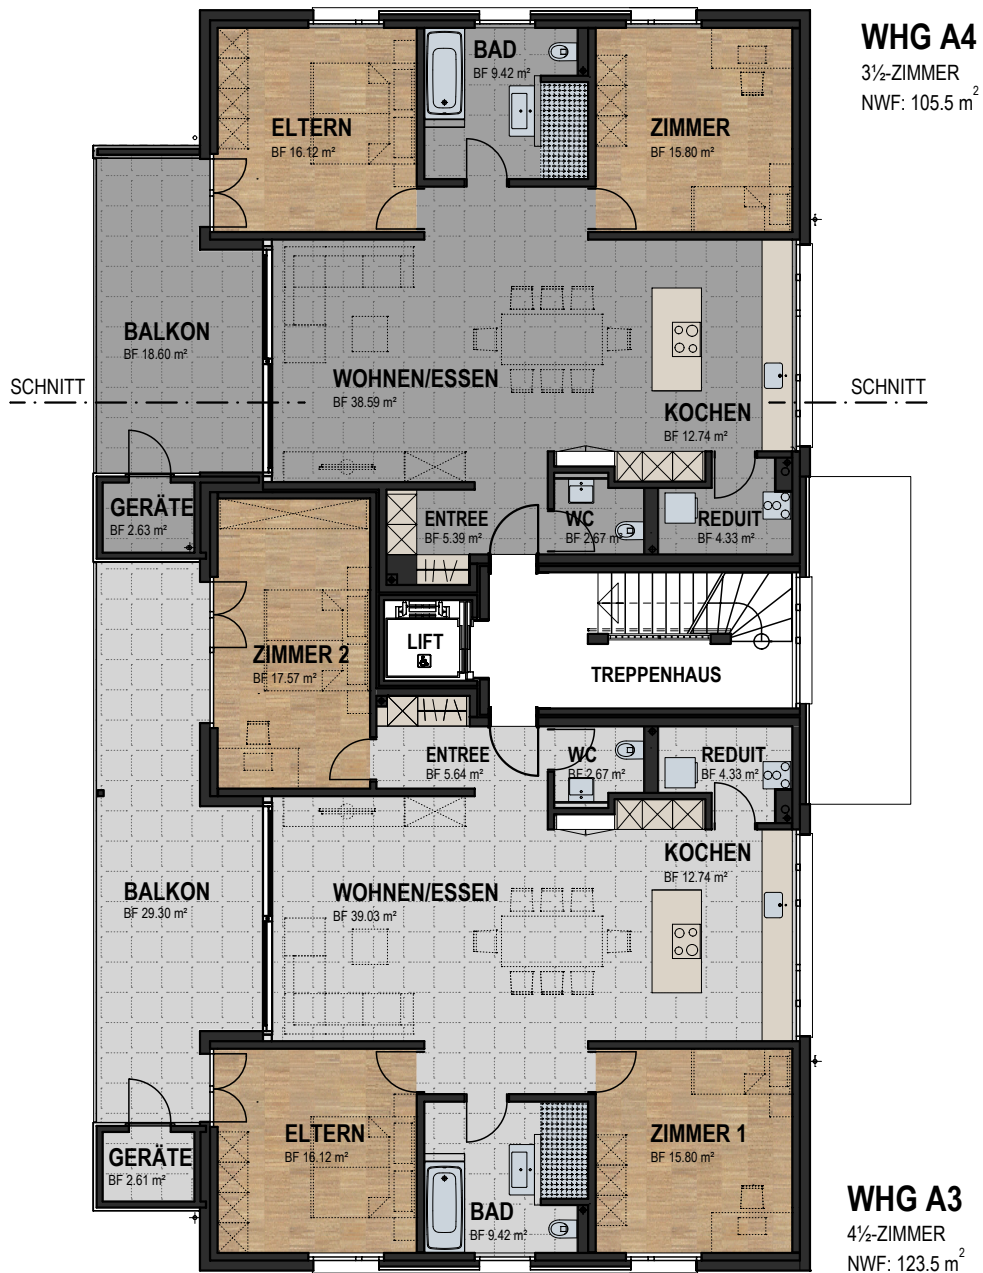 WHG A4
3½-ZIMMER
NWF: 105.5 m²
BAD
BF 9.42 m²
ELTERN
BF 16.12 m²
ZIMMER
BF 15.80 m²
BALKON
BF 18.60 m²
WOHNEN/ESSEN
BF 38.59 m²
SCHNITT
SCHNITT
KOCHEN
BF 12.74 m²
GERÄTE
BF 2.63 m²
ENTREE
BF 5.39 m²
WC
BF 2.67 m²
REDUIT
BF 4.33 m²
LIFT
ZIMMER 2
BF 17.57 m²
TREPPENHAUS
ENTREE
BF 5.64 m²
WC
BF 2.67 m²
REDUIT
BF 4.33 m²
KOCHEN
BF 12.74 m²
BALKON
BF 29.30 m²
WOHNEN/ESSEN
BF 39.03 m²
ELTERN
BF 16.12 m²
ZIMMER 1
BF 15.80 m²
GERÄTE
BF 2.61 m²
BAD
BF 9.42 m²
WHG A3
4½-ZIMMER
NWF: 123.5 m²